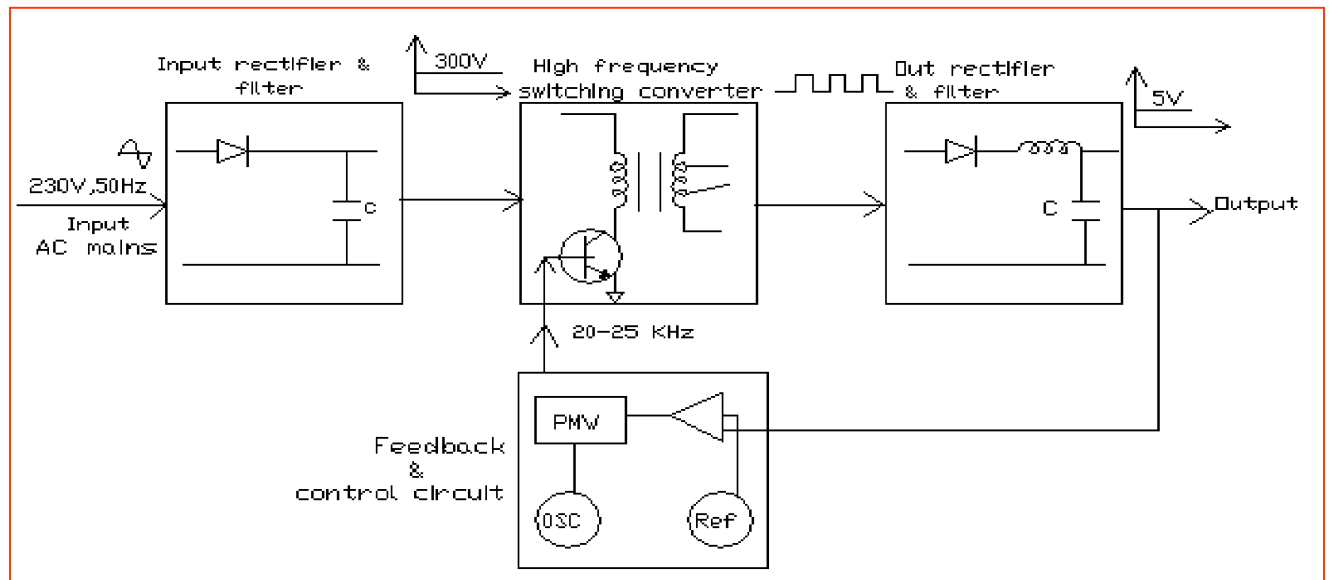 Input rectifier &
filter
300V
High frequency
switching converter
Out rectifier
& filter
5V
230V,50Hz
Input
AC mains
c
C
Output
20-25 KHz
PMW
Feedback
&
control circuit
OSC
Ref